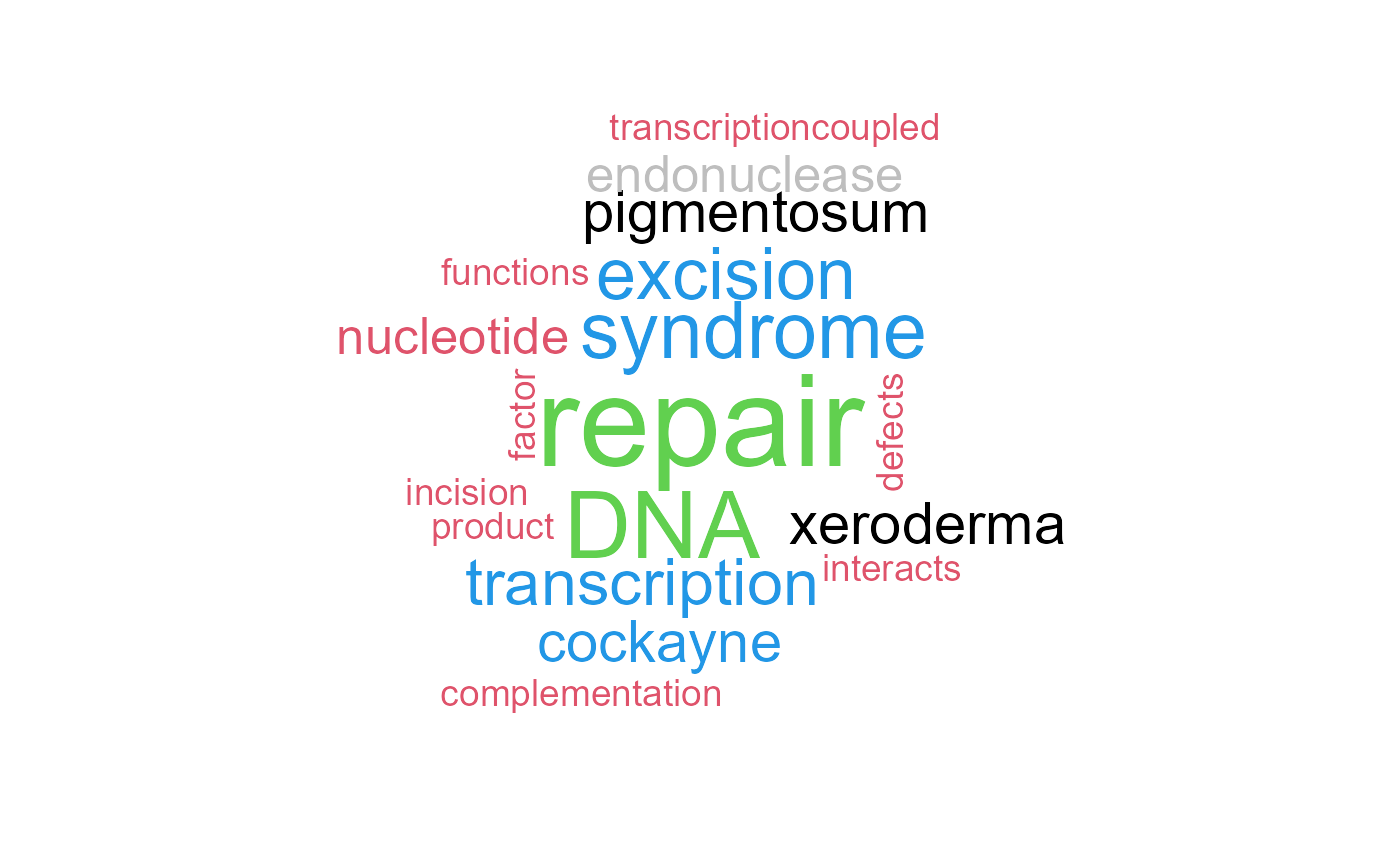 transcriptioncoupled
endonuclease
pigmentosum
functions excision
nucleotide syndrome
factor repair defects
incision
product DNA xeroderma
transcription interacts
cockayne
complementation